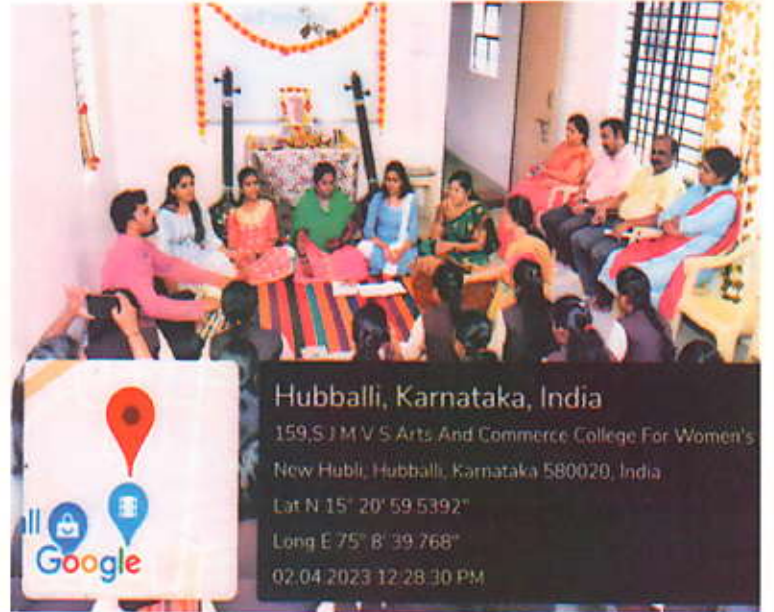 Hubballi, Karnataka, India
159,S J M V S Arts And Commerce College For Women's
New Hubli, Hubballi, Karnataka 580020, India
Lat N 15° 20' 59.5392"
Long E 75° 8' 39.768"
02.04.2023 12:28:30 PM
all
Google